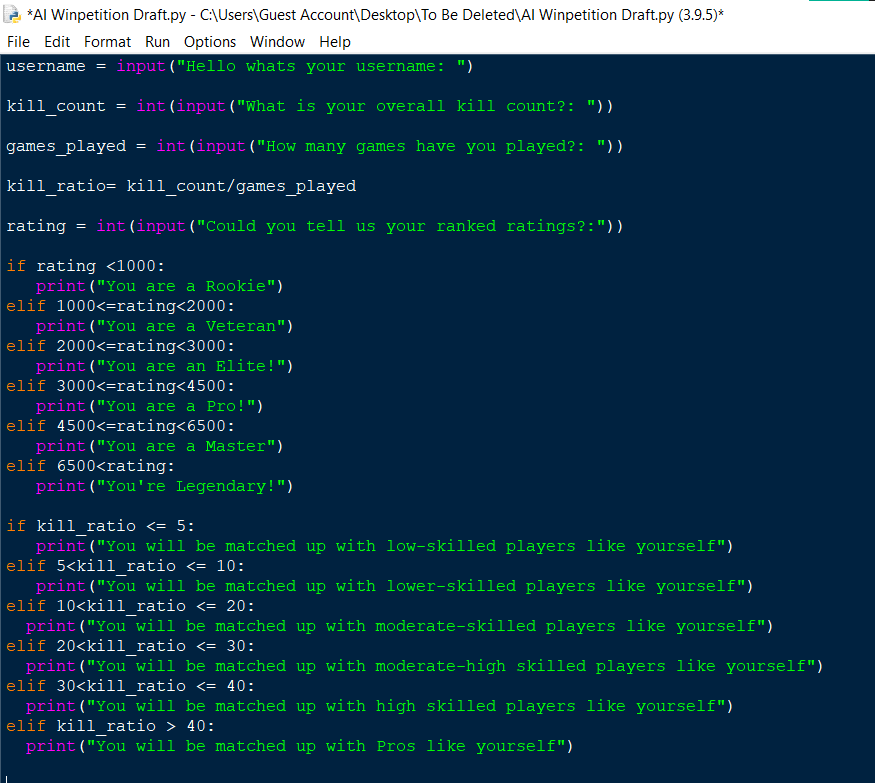 *AI Winpetition Draft.py - C:\Users\Guest Account\Desktop\To Be Deleted\AI Winpetition Draft.py (3.9.5)*
File Edit Format Run Options Window Help
username = input("Hello whats your username: ")
kill_count = int(input("What is your overall kill count?: "))
games_played = int(input("How many games have you played?: "))
kill_ratio= kill_count/games_played
rating = int(input("Could you tell us your ranked ratings?:"))
if rating <1000:
   print("You are a Rookie")
elif 1000<=rating<2000:
   print("You are a Veteran")
elif 2000<=rating<3000:
   print("You are an Elite!")
elif 3000<=rating<4500:
   print("You are a Pro!")
elif 4500<=rating<6500:
   print("You are a Master")
elif 6500<rating:
   print("You're Legendary!")
if kill_ratio <= 5:
   print("You will be matched up with low-skilled players like yourself")
elif 5<kill_ratio <= 10:
   print("You will be matched up with lower-skilled players like yourself")
elif 10<kill_ratio <= 20:
  print("You will be matched up with moderate-skilled players like yourself")
elif 20<kill_ratio <= 30:
  print("You will be matched up with moderate-high skilled players like yourself")
elif 30<kill_ratio <= 40:
  print("You will be matched up with high skilled players like yourself")
elif kill_ratio > 40:
  print("You will be matched up with Pros like yourself")